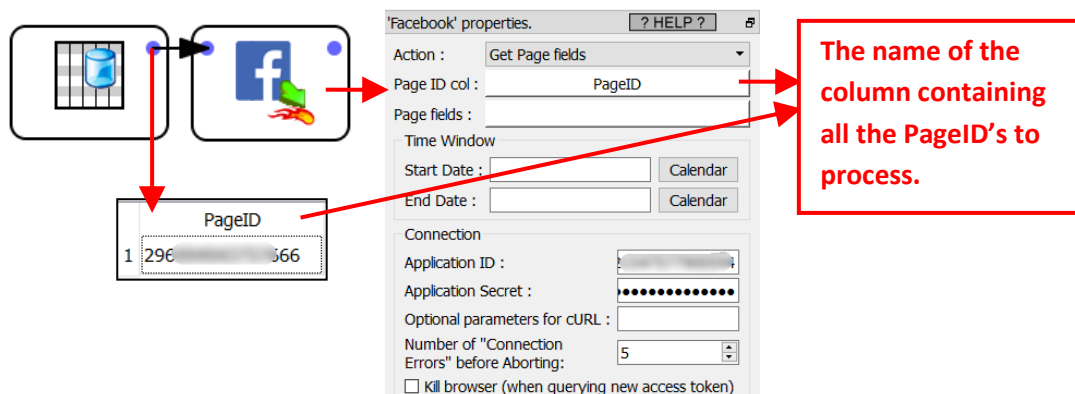 'Facebook' properties.
? HELP ?
Action :
Get Page fields
Page ID col :
PageID
Page fields :
Time Window
Start Date :
Calendar
End Date :
Calendar
Connection
Application ID :
Application Secret :
Optional parameters for cURL :
Number of "Connection
Errors" before Aborting:
5
Kill browser (when querying new access token)
The name of the
column containing
all the PageID's to
process.
PageID
1